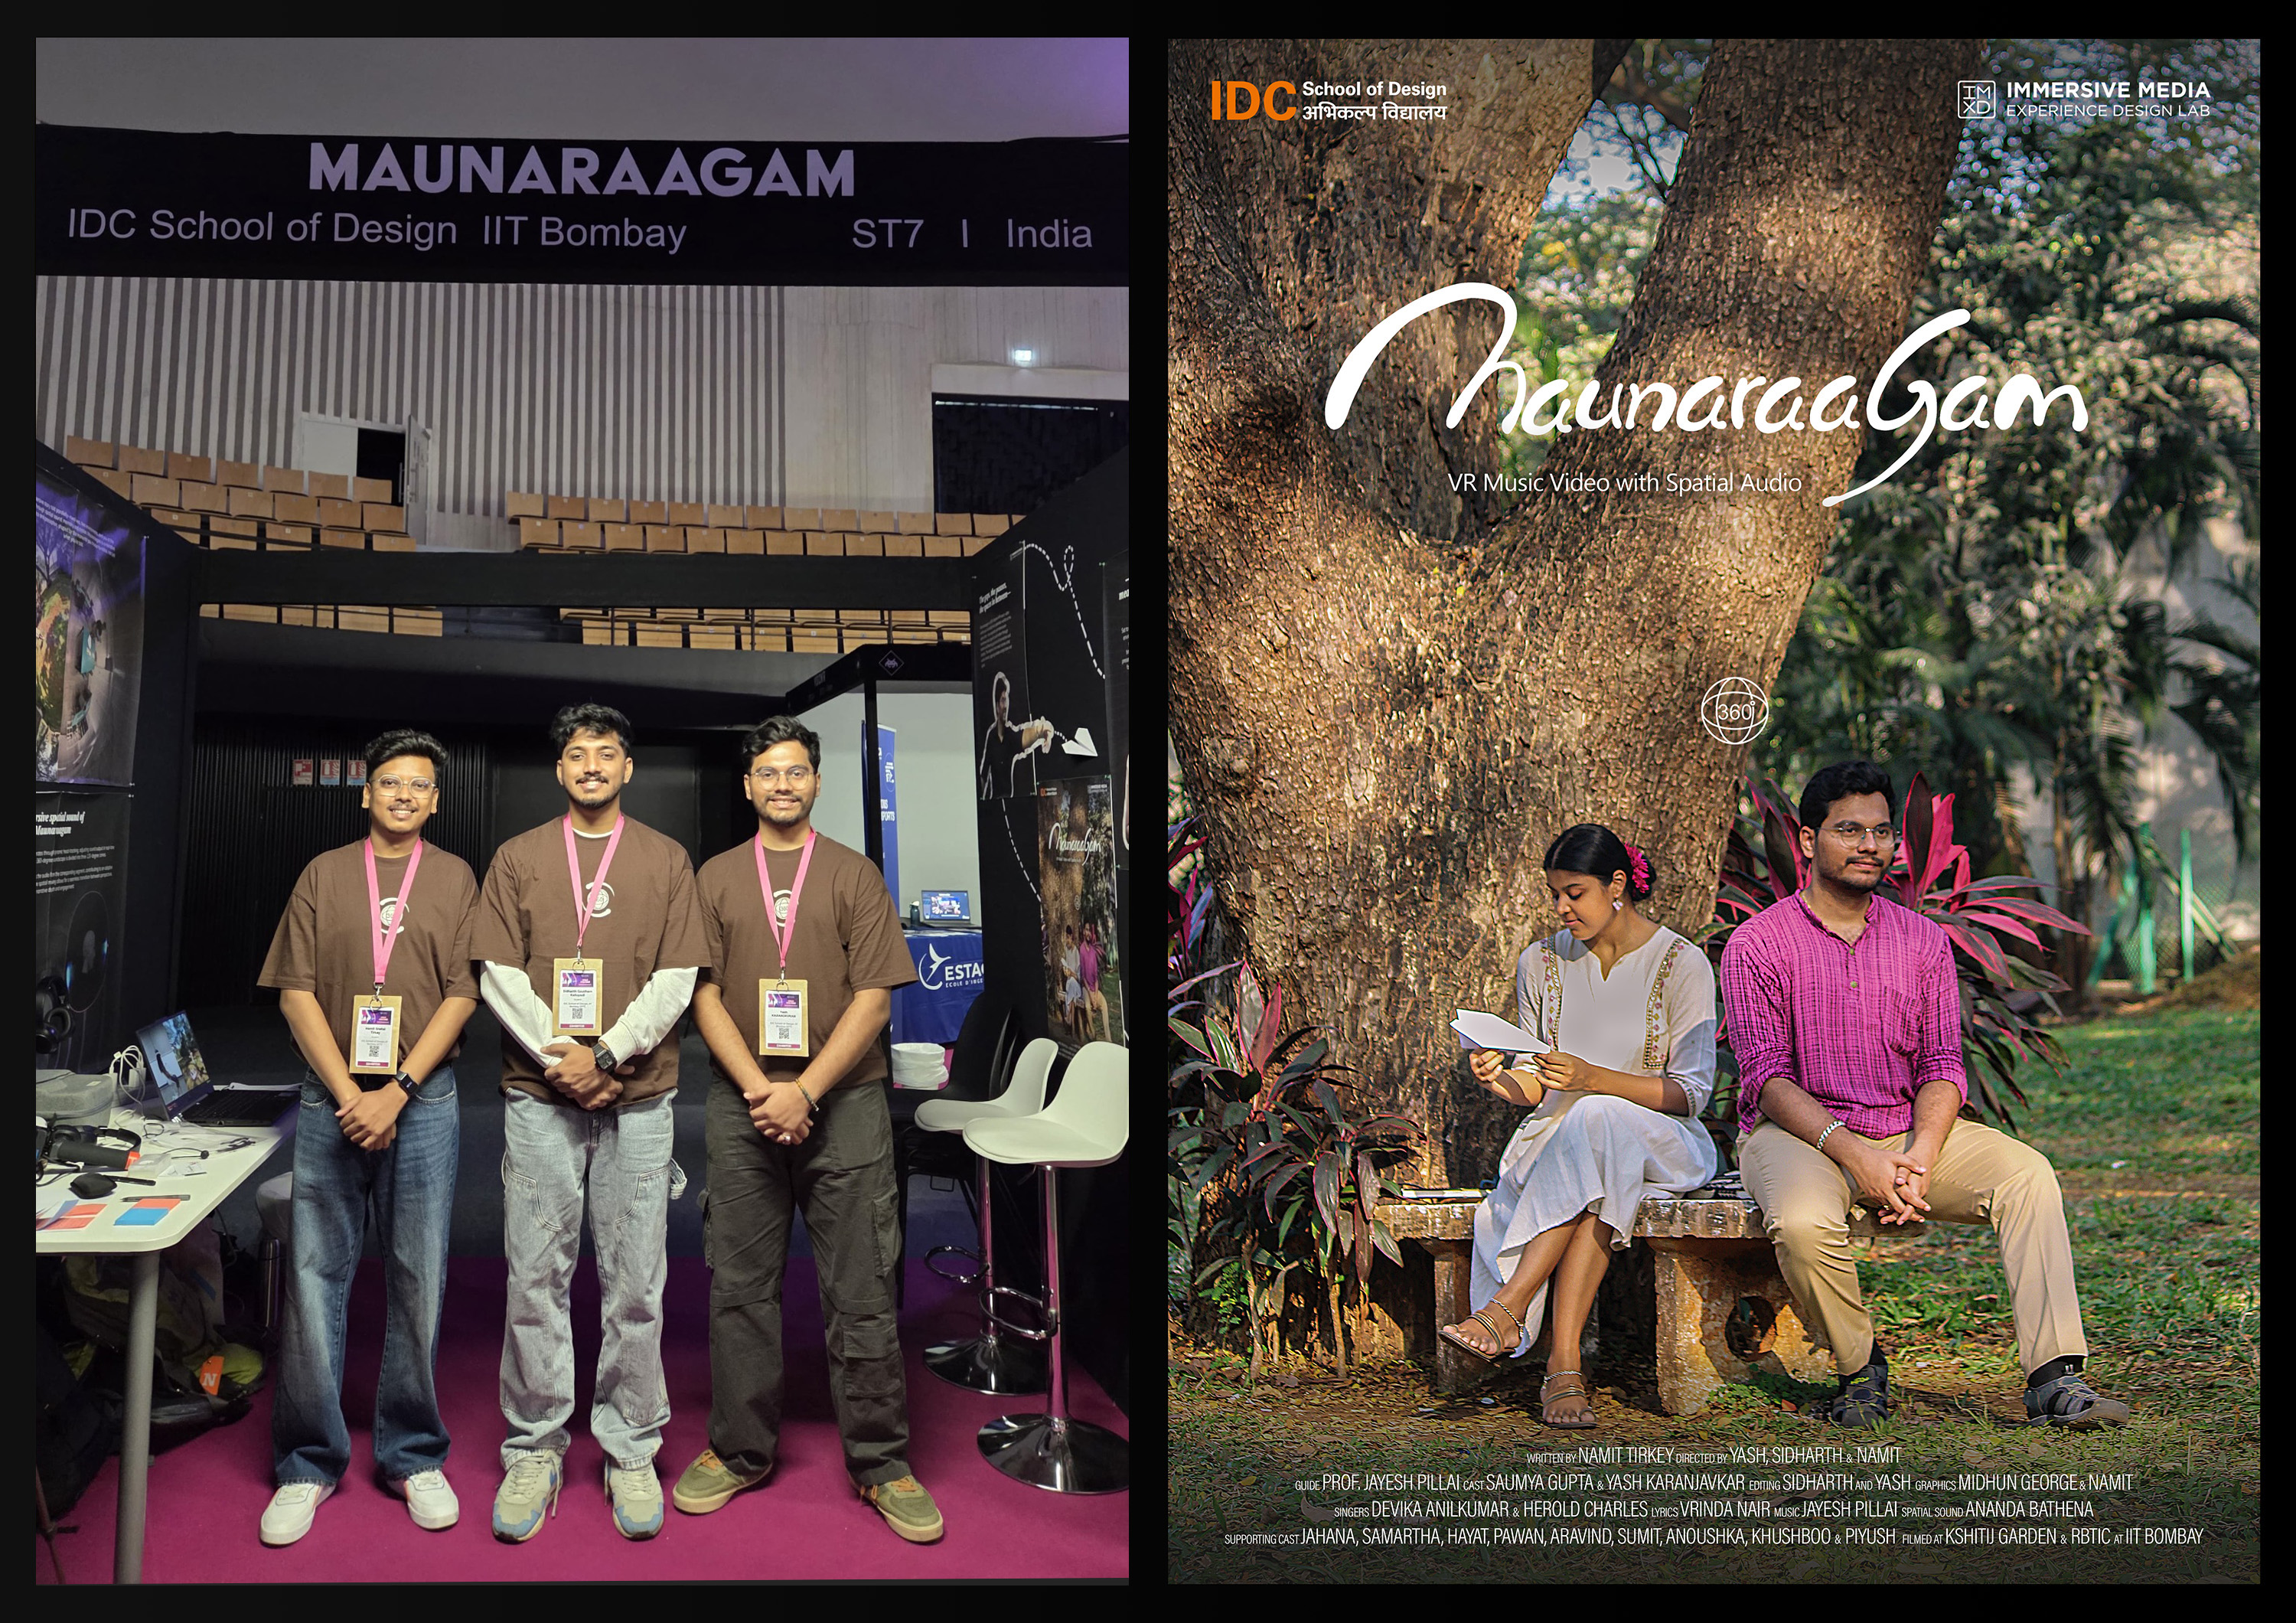 MAUNARAAGAM
IDC School of Design IIT Bombay ST7 | India
ESTA
IDC School of Design
अभिकल्प विद्यालय
IMXD IMMERSIVE MEDIA
EXPERIENCE DESIGN LAB
Maunaraagam
VR Music Video with Spatial Audio
360°
WRITTEN BY NAMIT TIRKEY DIRECTED BY YASH, SIDHARTH & NAMIT
GUIDE PROF. JAYESH PILLAI CAST SAUMYA GUPTA & YASH KARANJAVKAR EDITING SIDHARTH AND YASH GRAPHICS MIDHUN GEORGE & NAMIT
SINGERS DEVIKA ANILKUMAR & HEROLD CHARLES LYRICS VRINDA NAIR MUSIC JAYESH PILLAI SPATIAL SOUND ANANDA BATHENA
SUPPORTING CAST JAHANA, SAMARTHA, HAYAT, PAWAN, ARAVIND, SUMIT, ANOUSHKA, KHUSHBOO & PIYUSH FILMED AT KSHITIJ GARDEN & RBTIC AT IIT BOMBAY